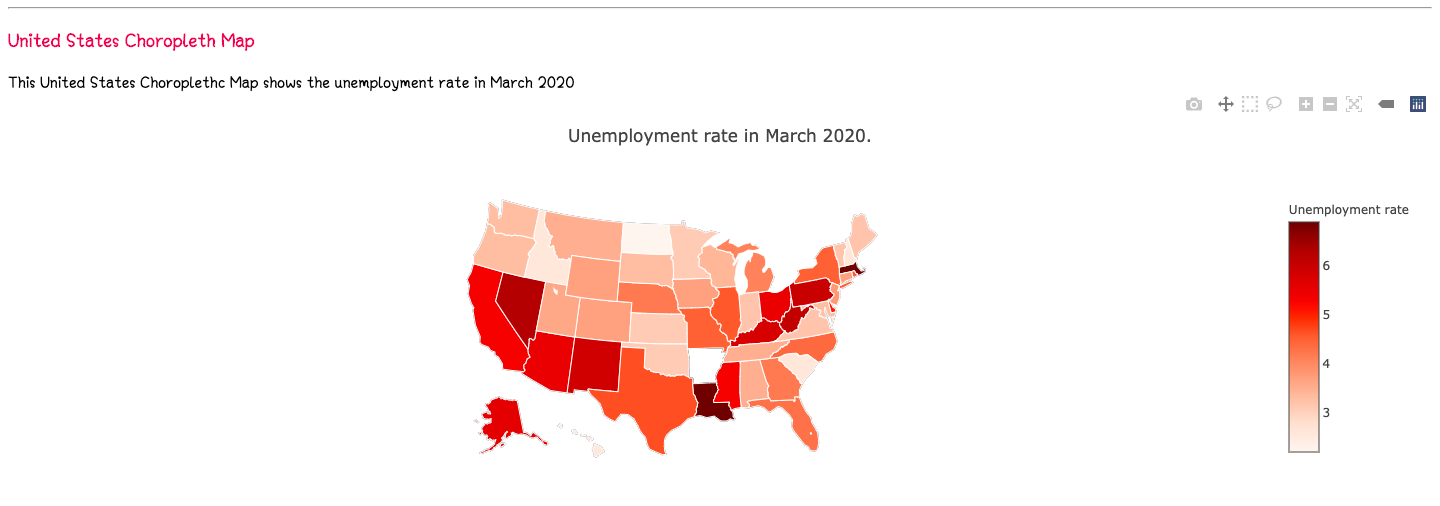 United States Choropleth Map
This United States Choroplethc Map shows the unemployment rate in March 2020
Unemployment rate in March 2020.
Unemployment rate
6
5
4
3